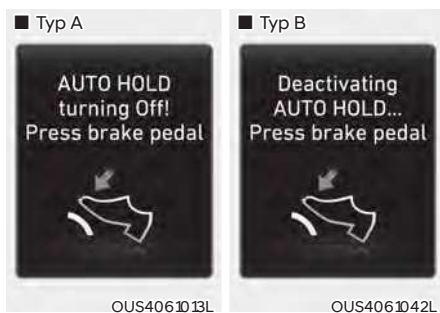 ■ Typ A
AUTO HOLD
turning Off!
Press brake pedal
OUS4061013L
■ Typ B
Deactivating
AUTO HOLD...
Press brake pedal
OUS4061042L